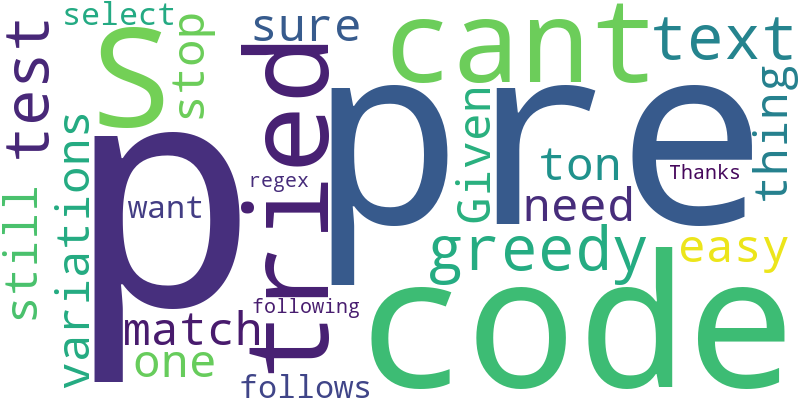 select
S
stop
sure
cant
text
test
tried
p
pre
thing
Given
variations
ton
Thanks
regex
want
need
still
greedy
easy
following
match
one
code
follows